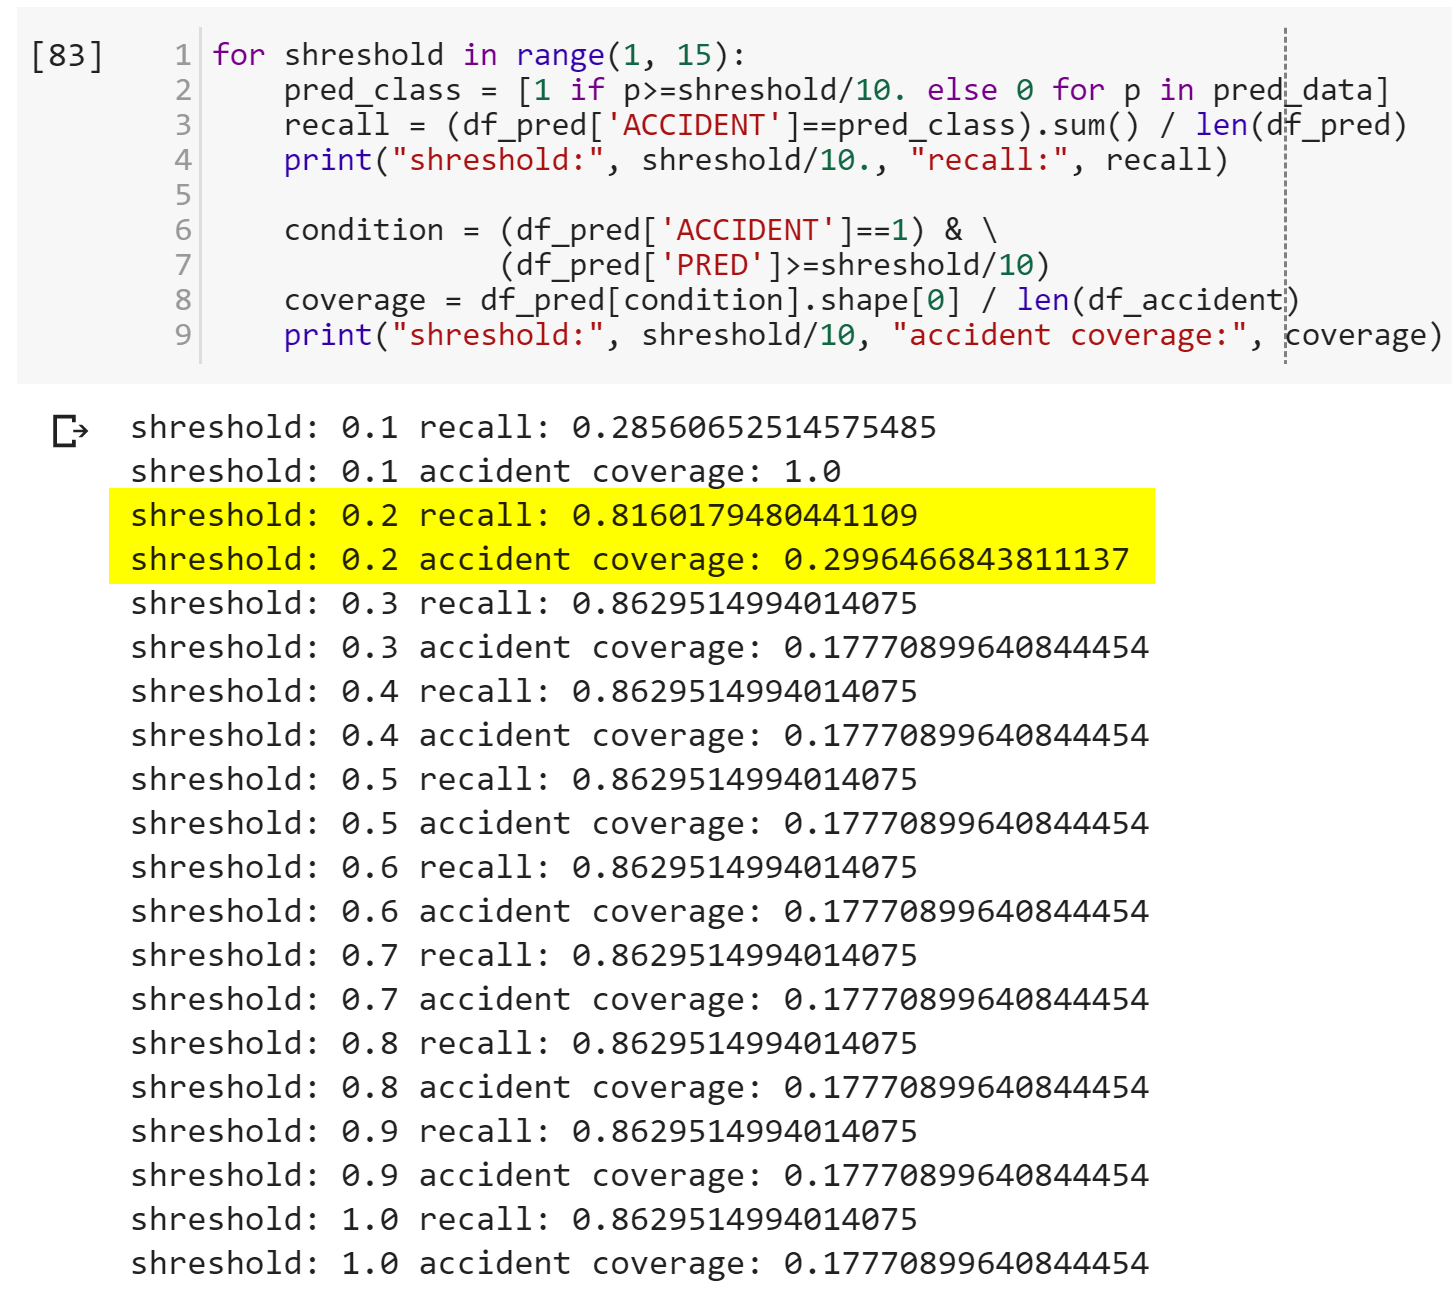 [83] 1 for shreshold in range(1, 15):
2     pred_class = [1 if p>=shreshold/10. else 0 for p in pred_data]
3     recall = (df_pred['ACCIDENT']==pred_class).sum() / len(df_pred)
4     print("shreshold:", shreshold/10., "recall:", recall)
5
6     condition = (df_pred['ACCIDENT']==1) & \
7                 (df_pred['PRED']>=shreshold/10)
8     coverage = df_pred[condition].shape[0] / len(df_accident)
9     print("shreshold:", shreshold/10, "accident coverage:", coverage)
shreshold: 0.1 recall: 0.28560652514575485
shreshold: 0.1 accident coverage: 1.0
shreshold: 0.2 recall: 0.8160179480441109
shreshold: 0.2 accident coverage: 0.2996466843811137
shreshold: 0.3 recall: 0.8629514994014075
shreshold: 0.3 accident coverage: 0.17770899640844454
shreshold: 0.4 recall: 0.8629514994014075
shreshold: 0.4 accident coverage: 0.17770899640844454
shreshold: 0.5 recall: 0.8629514994014075
shreshold: 0.5 accident coverage: 0.17770899640844454
shreshold: 0.6 recall: 0.8629514994014075
shreshold: 0.6 accident coverage: 0.17770899640844454
shreshold: 0.7 recall: 0.8629514994014075
shreshold: 0.7 accident coverage: 0.17770899640844454
shreshold: 0.8 recall: 0.8629514994014075
shreshold: 0.8 accident coverage: 0.17770899640844454
shreshold: 0.9 recall: 0.8629514994014075
shreshold: 0.9 accident coverage: 0.17770899640844454
shreshold: 1.0 recall: 0.8629514994014075
shreshold: 1.0 accident coverage: 0.17770899640844454